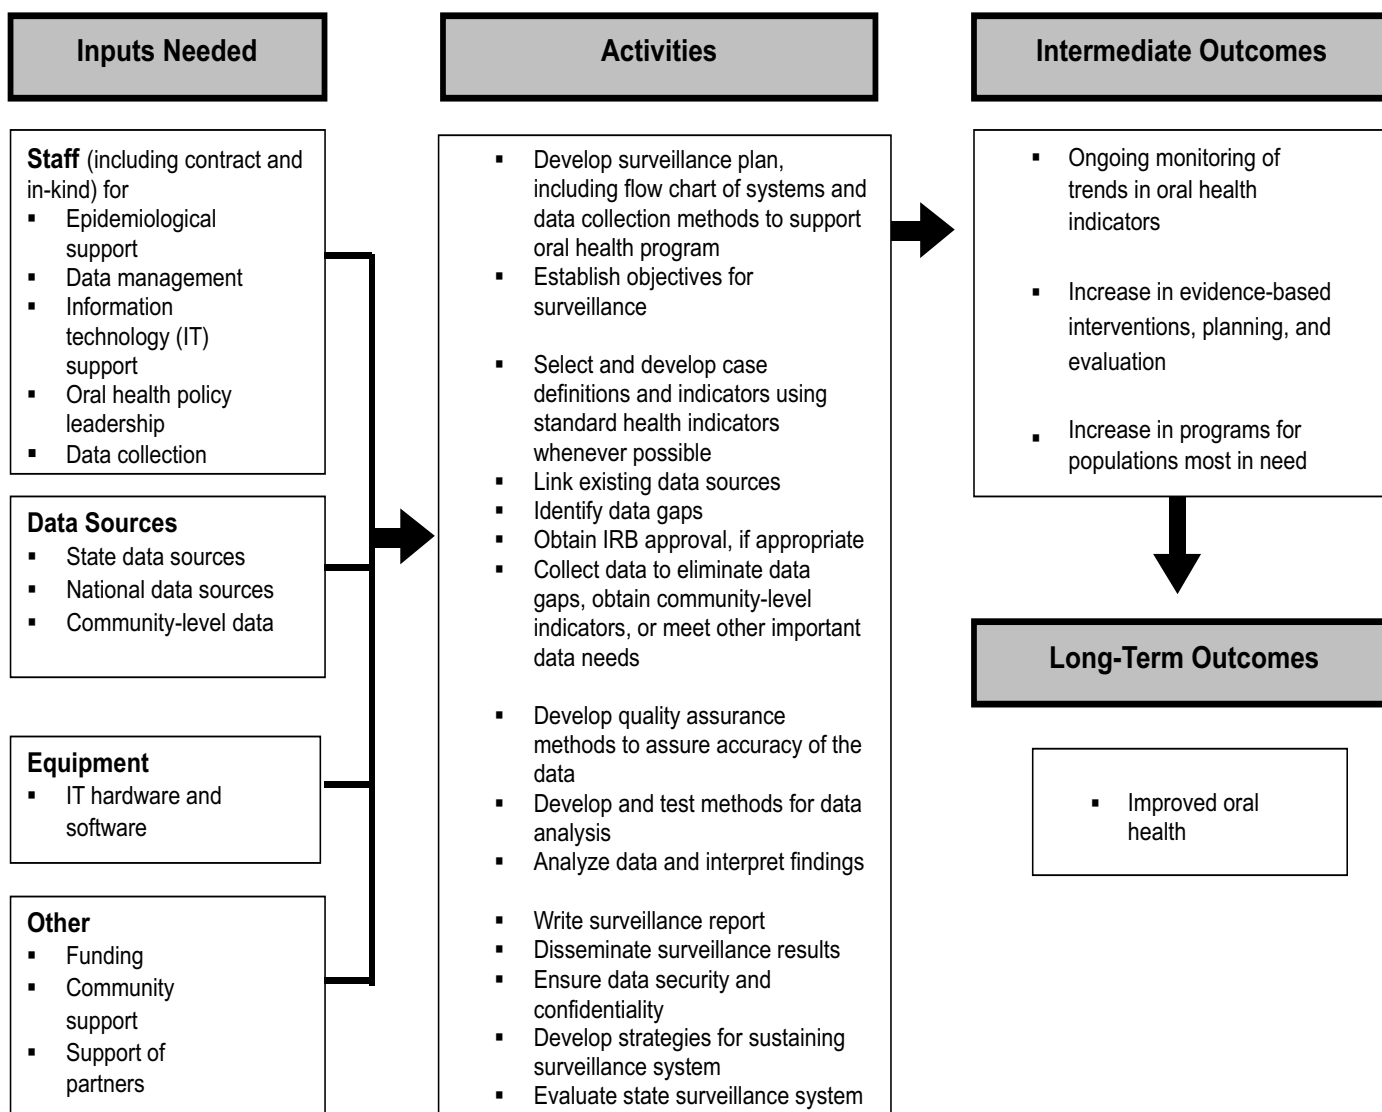 Inputs Needed
Staff (including contract and
in-kind) for
▪ Epidemiological
support
▪ Data management
▪ Information
technology (IT)
support
▪ Oral health policy
leadership
▪ Data collection
Data Sources
▪ State data sources
▪ National data sources
▪ Community-level data
Equipment
▪ IT hardware and
software
Other
▪ Funding
▪ Community
support
▪ Support of
partners
Activities
▪ Develop surveillance plan,
including flow chart of systems and
data collection methods to support
oral health program
▪ Establish objectives for
surveillance
▪ Select and develop case
definitions and indicators using
standard health indicators
whenever possible
▪ Link existing data sources
▪ Identify data gaps
▪ Obtain IRB approval, if appropriate
▪ Collect data to eliminate data
gaps, obtain community-level
indicators, or meet other important
data needs
▪ Develop quality assurance
methods to assure accuracy of the
data
▪ Develop and test methods for data
analysis
▪ Analyze data and interpret findings
▪ Write surveillance report
▪ Disseminate surveillance results
▪ Ensure data security and
confidentiality
▪ Develop strategies for sustaining
surveillance system
▪ Evaluate state surveillance system
Intermediate Outcomes
▪ Ongoing monitoring of
trends in oral health
indicators
▪ Increase in evidence-based
interventions, planning, and
evaluation
▪ Increase in programs for
populations most in need
Long-Term Outcomes
▪ Improved oral
health